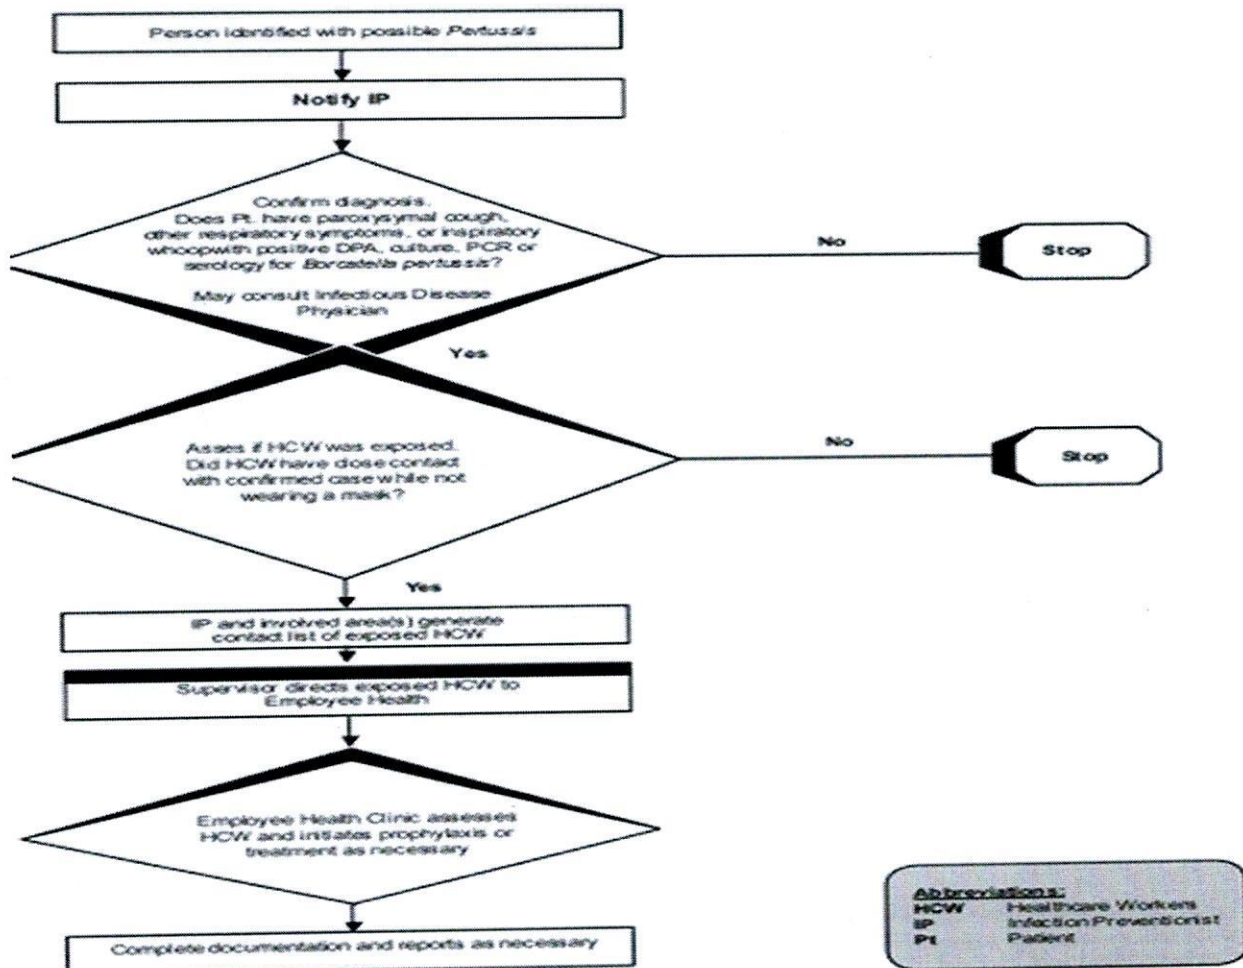 Person identified with possible Pertussis
Notify IP
Confirm diagnosis.
Does Pt. have paroxysymal cough,
other respiratory symptoms, or inspiratory
whoopwith positive DPA, culture, PCR or
serology for Borcatella pertussis?
May consult Infectious Disease
Physician
No
Stop
Yes
Asses if HCW was exposed.
Did HCW have close contact
with confirmed case while not
wearing a mask?
No
Stop
Yes
IP and involved area(s) generate
contact list of exposed HCW
Supervisor directs exposed HCW to
Employee Health
Employee Health Clinic assesses
HCW and initiates prophylaxis or
treatment as necessary
Complete documentation and reports as necessary
Abbreviations:
HCW Healthcare Workers
IP Infection Preventionist
Pt Patient